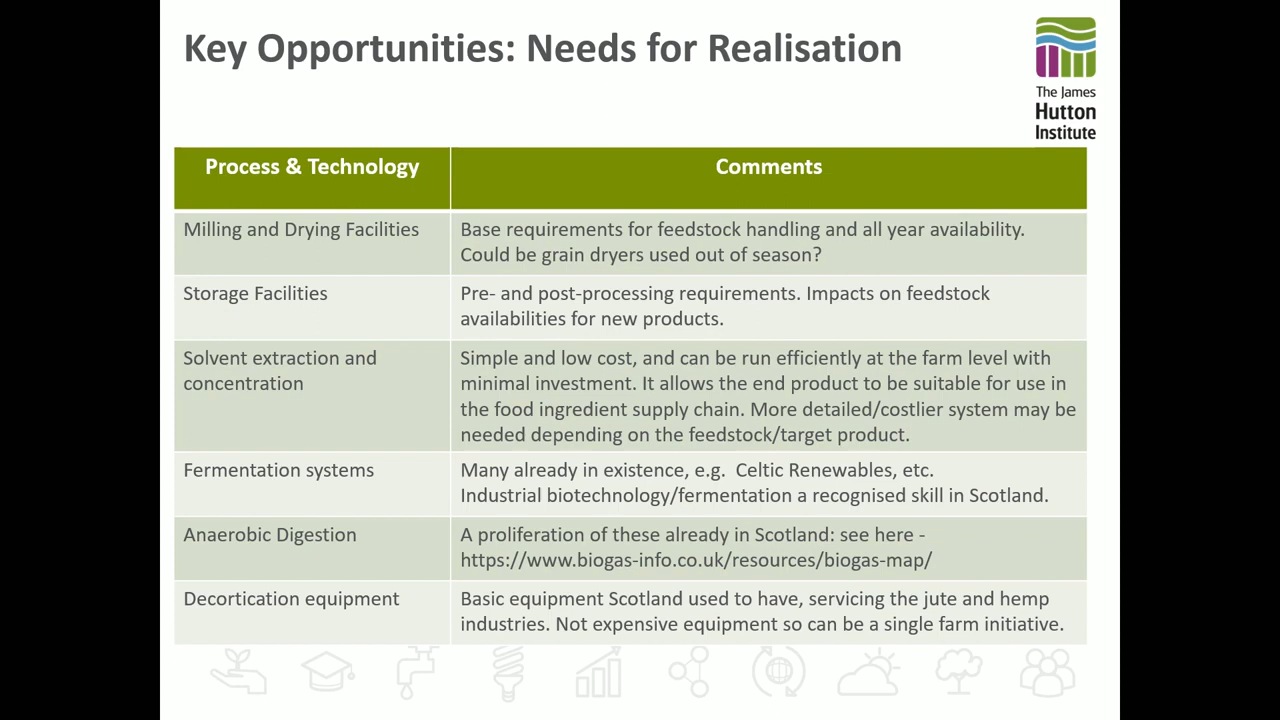 Key Opportunities: Needs for Realisation
The James
Hutton
Institute
Process & Technology
Comments
Milling and Drying Facilities
Base requirements for feedstock handling and all year availability.
Could be grain dryers used out of season?
Storage Facilities
Pre- and post-processing requirements. Impacts on feedstock
availabilities for new products.
Solvent extraction and
concentration
Simple and low cost, and can be run efficiently at the farm level with
minimal investment. It allows the end product to be suitable for use in
the food ingredient supply chain. More detailed/costlier system may be
needed depending on the feedstock/target product.
Fermentation systems
Many already in existence, e.g. Celtic Renewables, etc.
Industrial biotechnology/fermentation a recognised skill in Scotland.
Anaerobic Digestion
A proliferation of these already in Scotland: see here -
https://www.biogas-info.co.uk/resources/biogas-map/
Decortication equipment
Basic equipment Scotland used to have, servicing the jute and hemp
industries. Not expensive equipment so can be a single farm initiative.